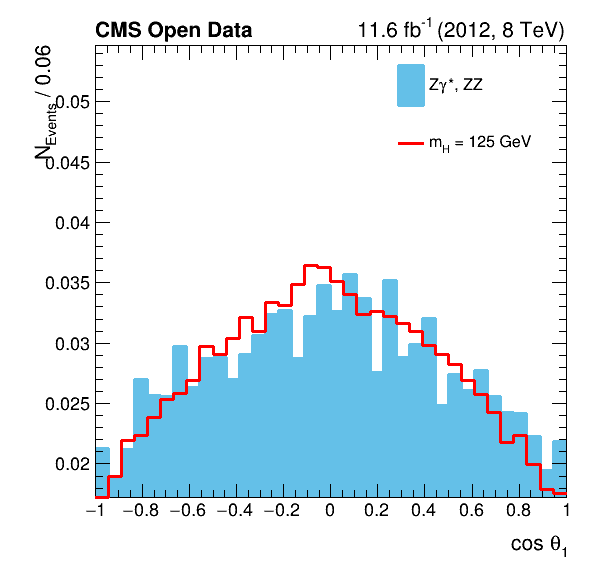 CMS Open Data
11.6 fb⁻¹ (2012, 8 TeV)
N_Events / 0.06
Zγ*, ZZ
m_H = 125 GeV
0.055
0.045
0.04
0.035
0.03
0.025
0.02
−1 −0.8 −0.6 −0.4 −0.2 0 0.2 0.4 0.6 0.8 1
cos θ₁